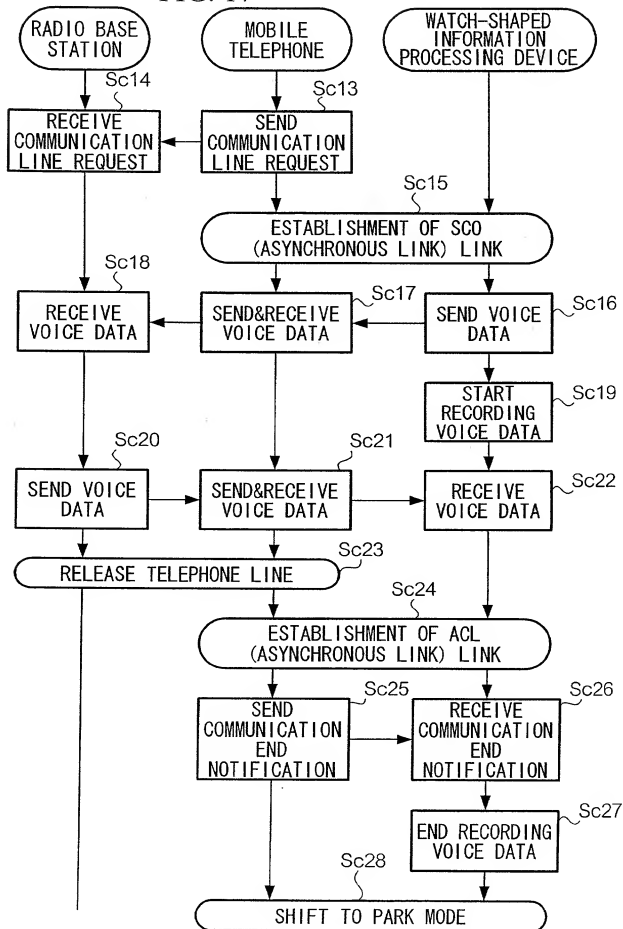 FIG.
RADIO BASE
STATION
MOBILE
TELEPHONE
WATCH-SHAPED
INFORMATION
PROCESSING DEVICE
Sc14
RECEIVE
COMMUNICATION
LINE REQUEST
Sc13
SEND
COMMUNICATION
LINE REQUEST
Sc15
ESTABLISHMENT OF SCO
(ASYNCHRONOUS LINK) LINK
Sc18
RECEIVE
VOICE DATA
Sc17
SEND&RECEIVE
VOICE DATA
Sc16
SEND VOICE
DATA
Sc19
START
RECORDING
VOICE DATA
Sc20
SEND VOICE
DATA
Sc21
SEND&RECEIVE
VOICE DATA
Sc22
RECEIVE
VOICE DATA
Sc23
RELEASE TELEPHONE LINE
Sc24
ESTABLISHMENT OF ACL
(ASYNCHRONOUS LINK) LINK
Sc25
SEND
COMMUNICATION
END
NOTIFICATION
Sc26
RECEIVE
COMMUNICATION
END
NOTIFICATION
Sc27
END RECORDING
VOICE DATA
Sc28
SHIFT TO PARK MODE